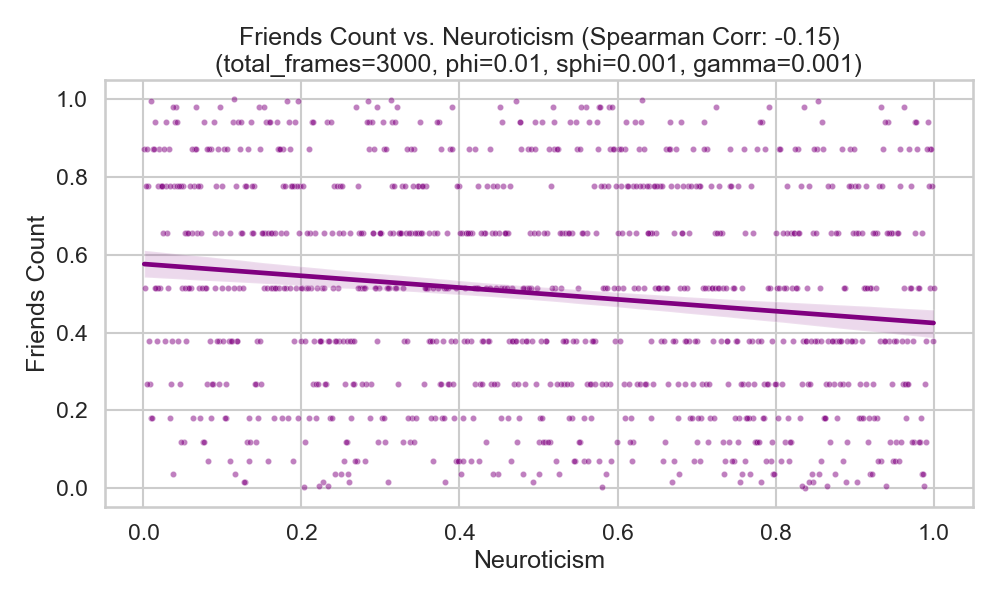 Friends Count vs. Neuroticism (Spearman Corr: -0.15)
(total_frames=3000, phi=0.01, sphi=0.001, gamma=0.001)
1.0
0.8
0.6
0.4
0.2
0.0
Friends Count
0.0 0.2 0.4 0.6 0.8 1.0
Neuroticism